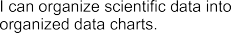 I can organize scientific data into
organized data charts.